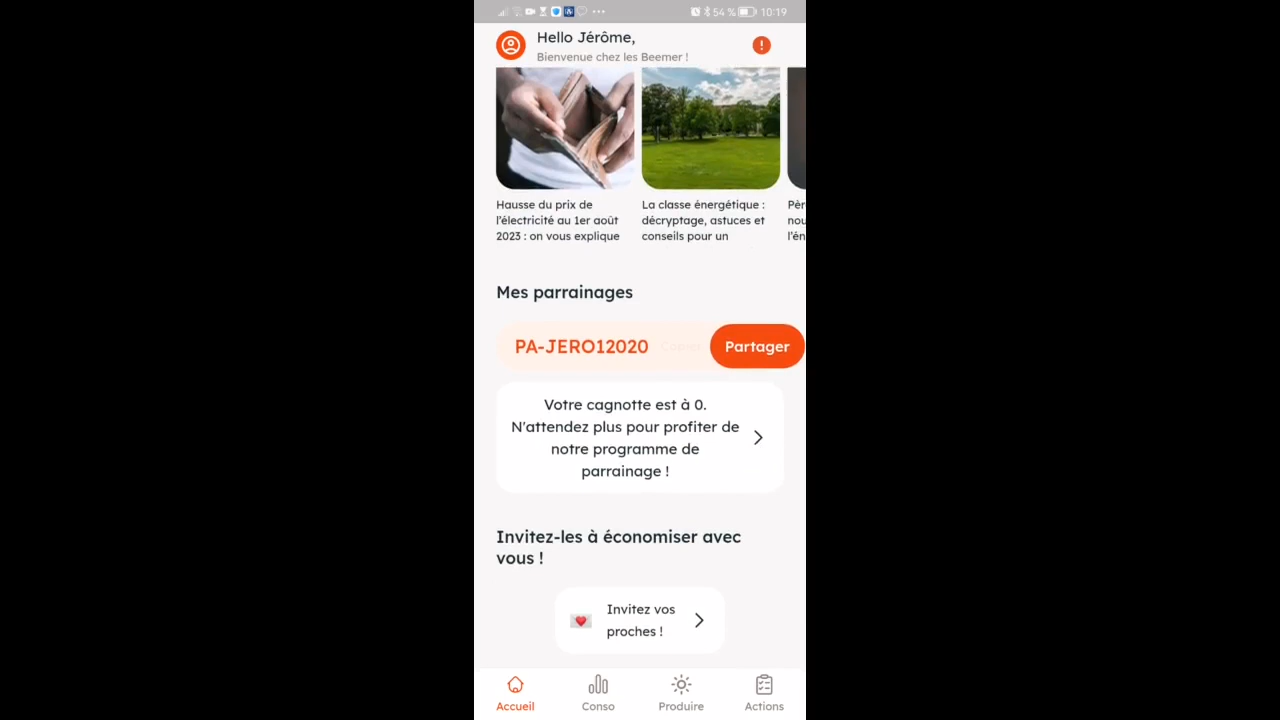 54 % 10:19
Hello Jérôme,
Bienvenue chez les Beemer !
Hausse du prix de
l'électricité au 1er août
2023 : on vous explique
La classe énergétique :
décryptage, astuces et
conseils pour un
Mes parrainages
PA-JERO12020 Copier Partager
Votre cagnotte est à 0.
N'attendez plus pour profiter de
notre programme de
parrainage !
Invitez-les à économiser avec
vous !
Invitez vos
proches !
Accueil Conso Produire Actions